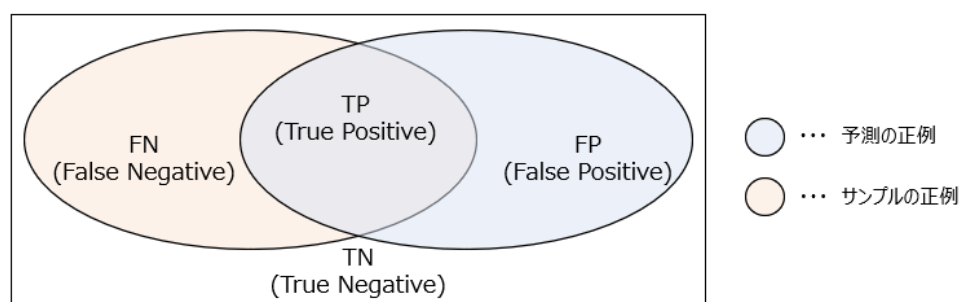 TP
(True Positive)
FN
(False Negative)
FP
(False Positive)
TN
(True Negative)
･･･ 予測の正例
･･･ サンプルの正例